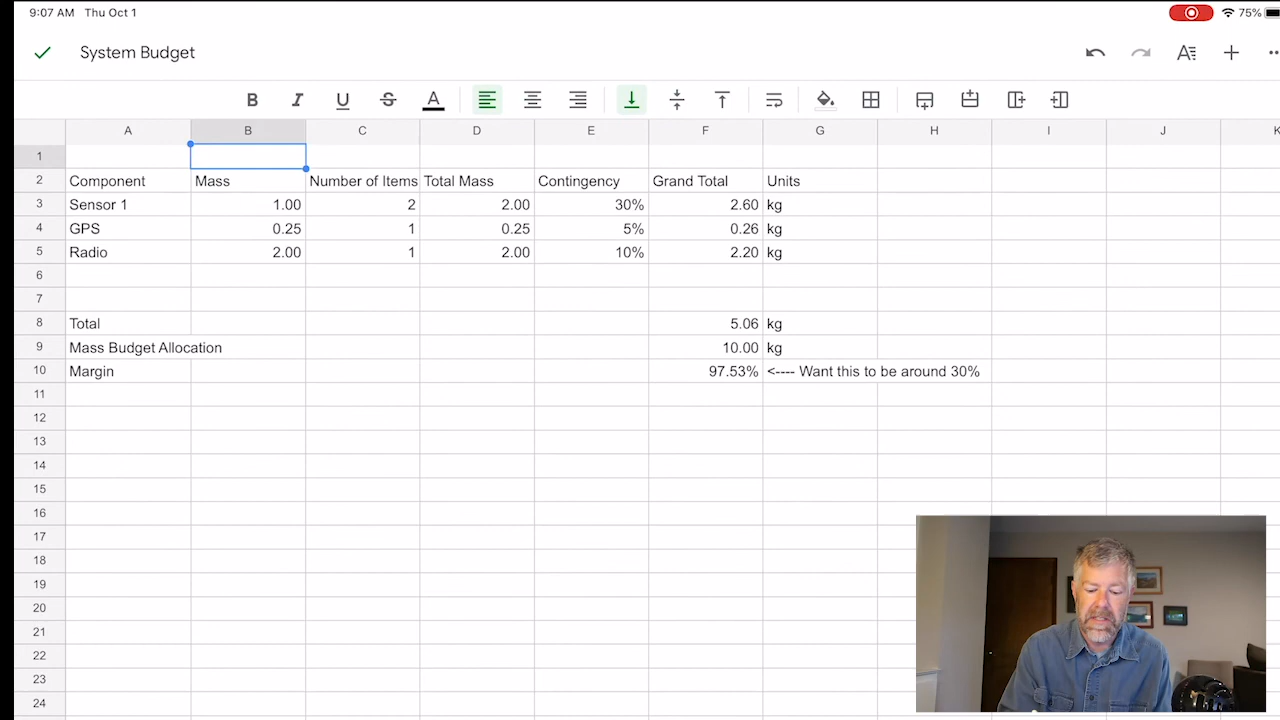 9:07 AM Thu Oct 1 75%
System Budget
B I U S A
A B C D E F G H I J K
1
2 Component Mass Number of Items Total Mass Contingency Grand Total Units
3 Sensor 1 1.00 2 2.00 30% 2.60 kg
4 GPS 0.25 1 0.25 5% 0.26 kg
5 Radio 2.00 1 2.00 10% 2.20 kg
6
7
8 Total 5.06 kg
9 Mass Budget Allocation 10.00 kg
10 Margin 97.53% <---- Want this to be around 30%
11
12
13
14
15
16
17
18
19
20
21
22
23
24